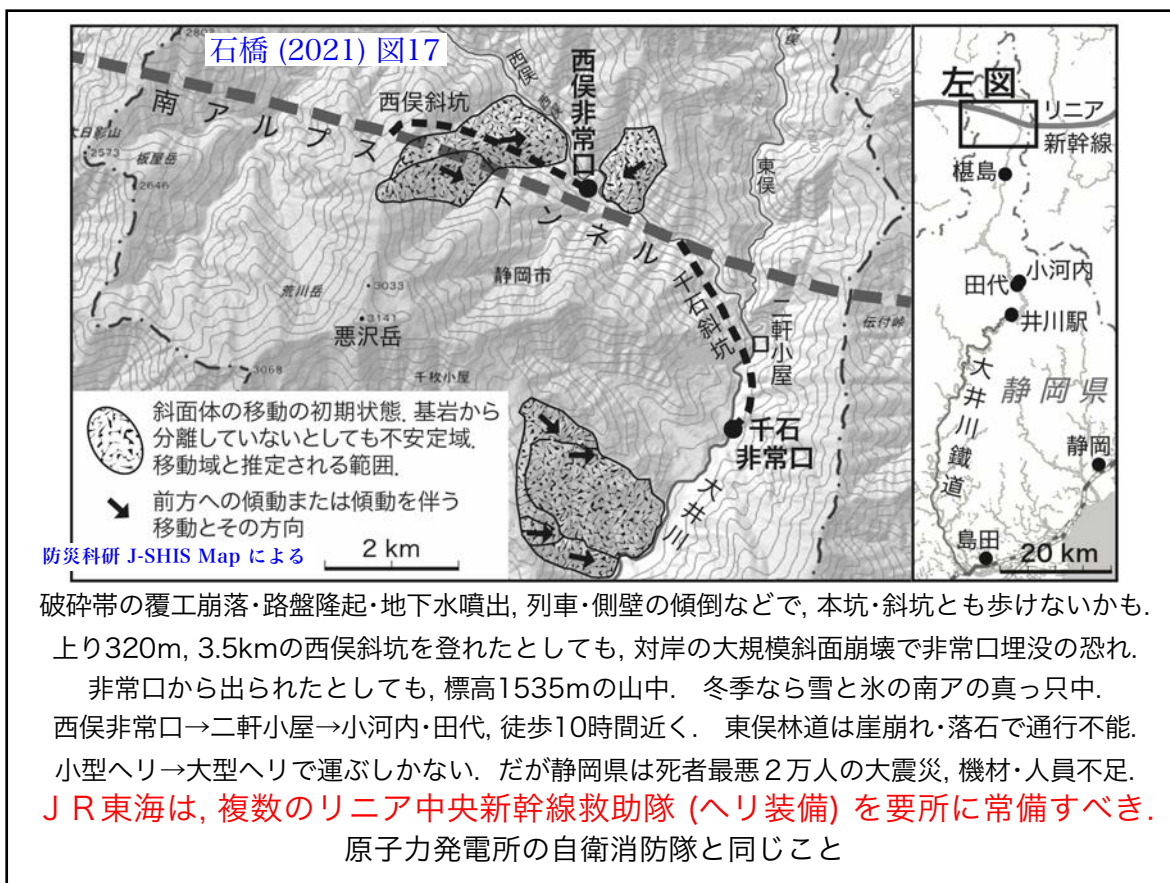 石橋 (2021) 図17
2803
西俣
東俣
西俣非常口
西俣斜坑
南アルプストンネル
板屋岳
2573
2646
東俣
静岡市
荒川岳
3033
3141
悪沢岳
3068
千枚小屋
千石斜坑
二軒小屋
伝付峠
千石
非常口
大井川
斜面体の移動の初期状態. 基岩から
分離していないとしても不安定域.
移動域と推定される範囲.
前方への傾動または傾動を伴う
移動とその方向
防災科研 J-SHIS Map による
2 km
左図
リニア
新幹線
椹島
小河内
田代
井川駅
大井川鐵道
静岡県
静岡
島田
20 km
破砕帯の覆工崩落・路盤隆起・地下水噴出, 列車・側壁の傾倒などで, 本坑・斜坑とも歩けないかも.
上り320m, 3.5kmの西俣斜坑を登れたとしても, 対岸の大規模斜面崩壊で非常口埋没の恐れ.
非常口から出られたとしても, 標高1535mの山中. 冬季なら雪と氷の南アの真っ只中.
西俣非常口→二軒小屋→小河内・田代, 徒歩10時間近く. 東俣林道は崖崩れ・落石で通行不能.
小型ヘリ→大型ヘリで運ぶしかない. だが静岡県は死者最悪２万人の大震災, 機材・人員不足.
ＪＲ東海は, 複数のリニア中央新幹線救助隊 (ヘリ装備) を要所に常備すべき.
原子力発電所の自衛消防隊と同じこと